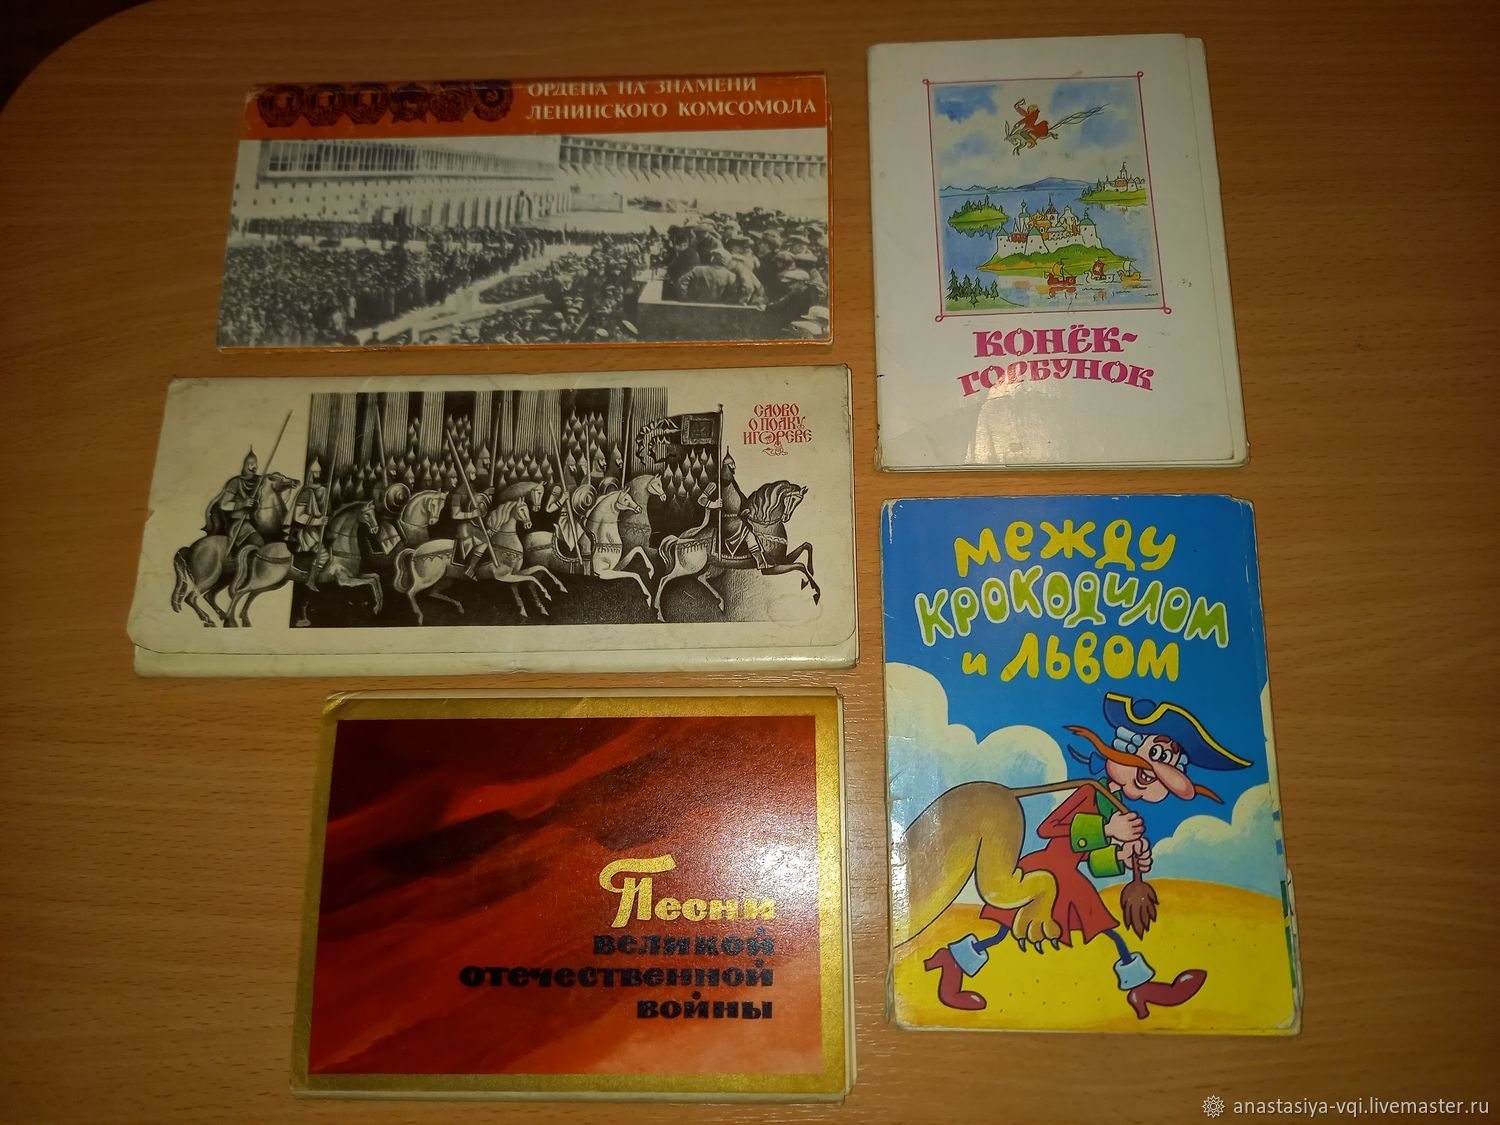 ОРДЕНА НА ЗНАМЕНИ
ЛЕНИНСКОГО КОМСОМОЛА
КОНЁК-
ГОРБУНОК
СЛОВО
О ПОЛКУ
ИГОРЕВЕ
между
крокодилом
и львом
Песни
великой
отечественной
войны
anastasiya-vqi.livemaster.ru